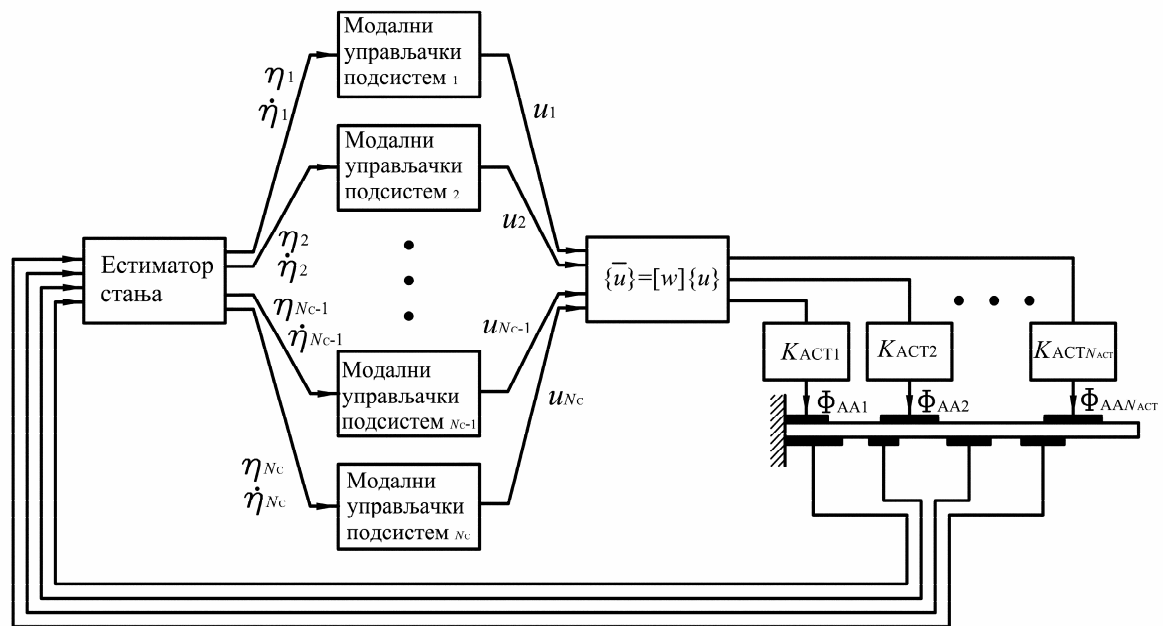 Модални
управљачки
подсистем 1
η1
η̇1
u1
Модални
управљачки
подсистем 2
η2
η̇2
u2
Естиматор
стања
{ū}=[w]{u}
ηNC-1
η̇NC-1
uNC-1
Модални
управљачки
подсистем NC-1
uNC
KACT1
KACT2
KACTNACT
ΦAA1
ΦAA2
ΦAANACT
ηNC
η̇NC
Модални
управљачки
подсистем NC